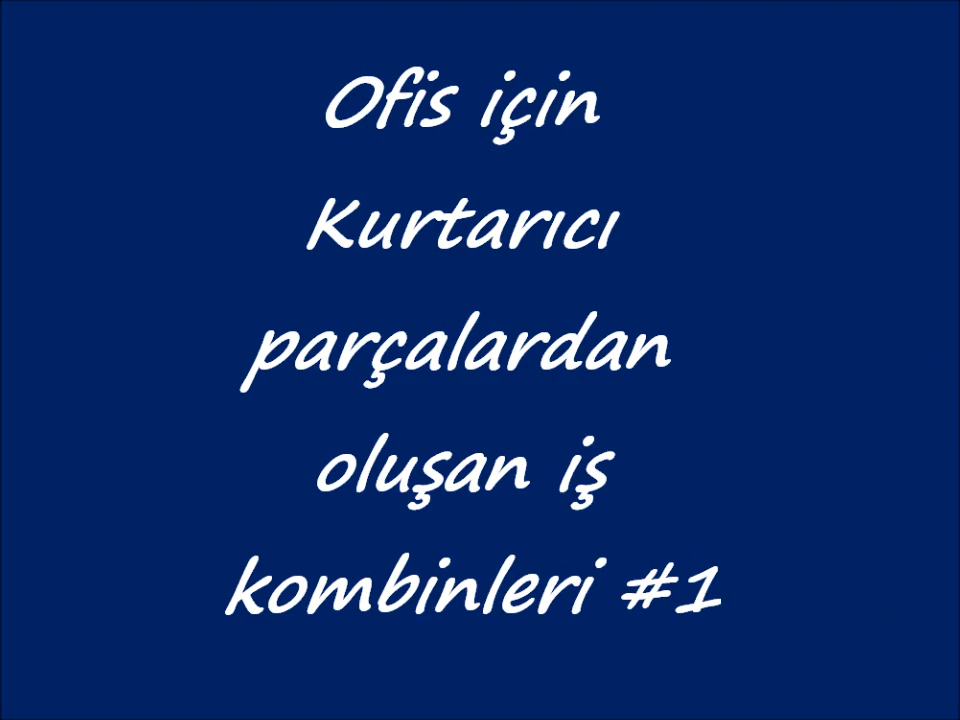 Ofis için
Kurtarıcı
parçalardan
oluşan iş
kombinleri #1